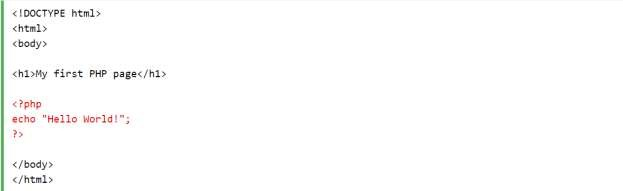 <!DOCTYPE html>
<html>
<body>
<h1>My first PHP page</h1>
<?php
echo "Hello World!";
?>
</body>
</html>